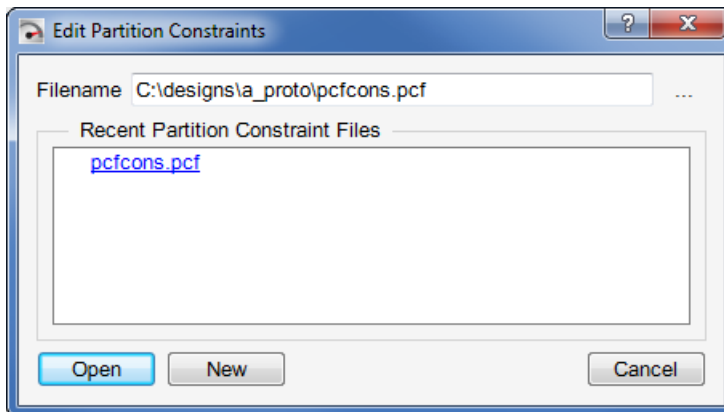 Edit Partition Constraints
?
X
Filename C:\designs\a_proto\pcfcons.pcf ...
Recent Partition Constraint Files
pcfcons.pcf
Open New Cancel